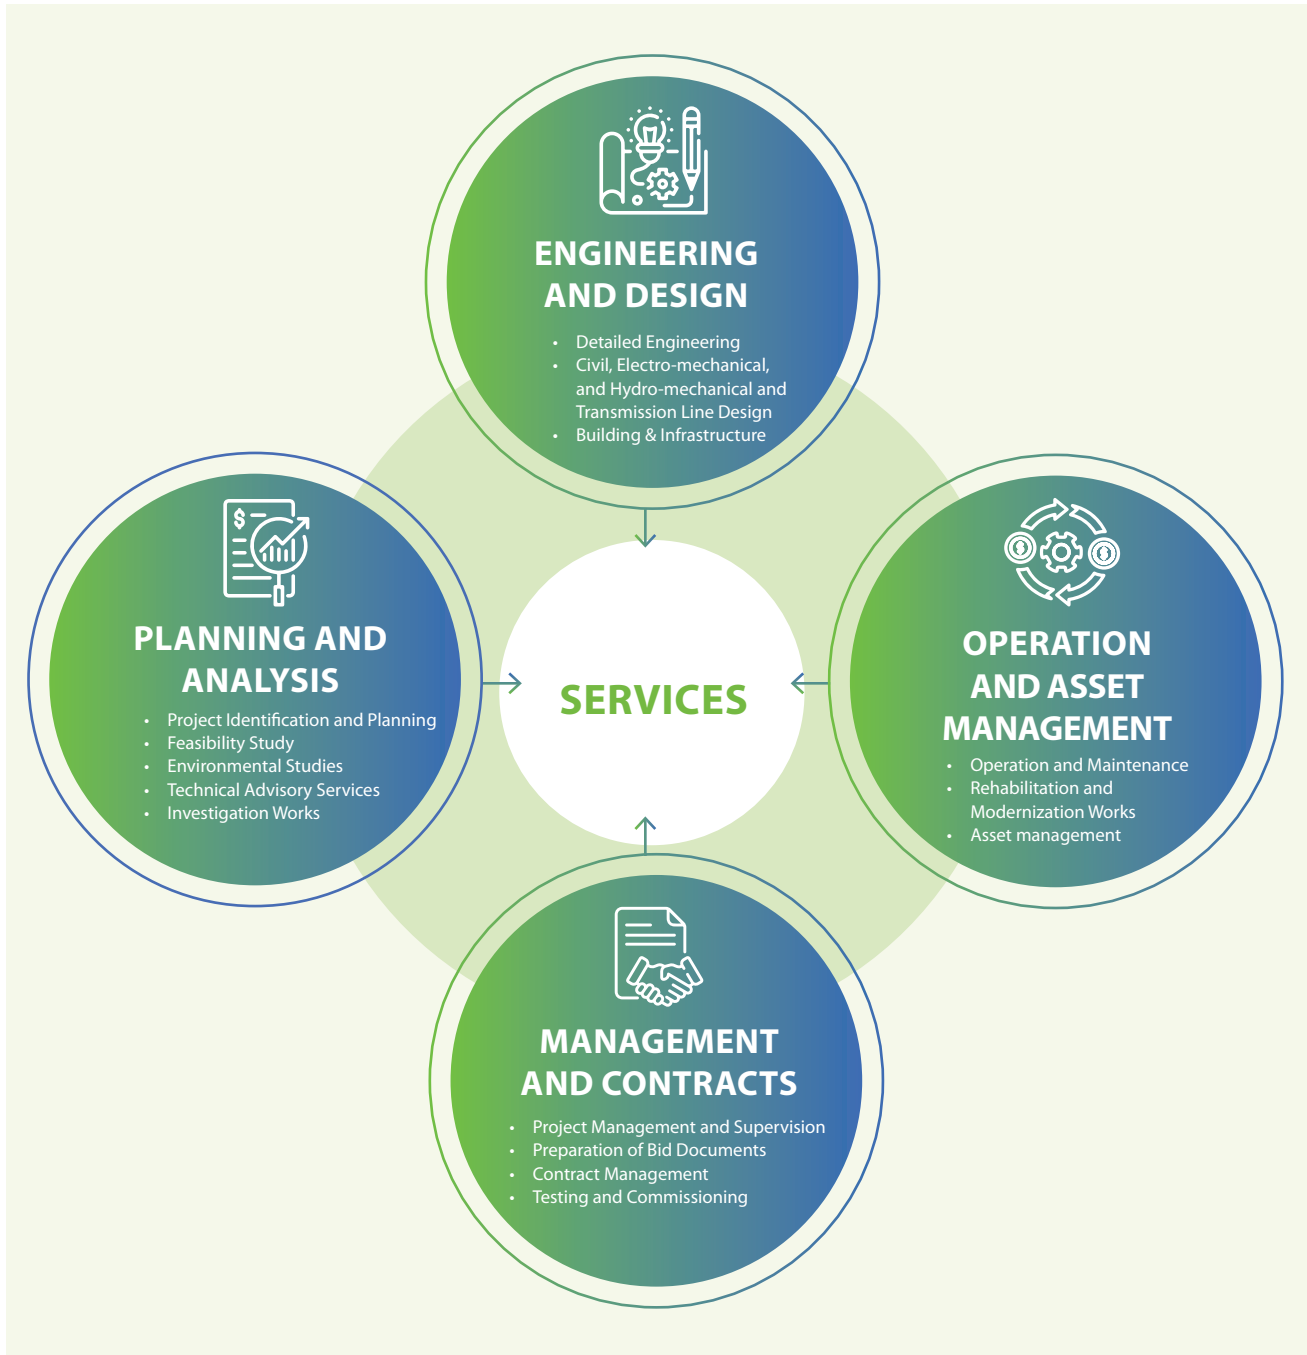 ENGINEERING
AND DESIGN
• Detailed Engineering
• Civil, Electro-mechanical,
and Hydro-mechanical and
Transmission Line Design
• Building & Infrastructure
PLANNING AND
ANALYSIS
• Project Identification and Planning
• Feasibility Study
• Environmental Studies
• Technical Advisory Services
• Investigation Works
SERVICES
OPERATION
AND ASSET
MANAGEMENT
• Operation and Maintenance
• Rehabilitation and
Modernization Works
• Asset management
MANAGEMENT
AND CONTRACTS
• Project Management and Supervision
• Preparation of Bid Documents
• Contract Management
• Testing and Commissioning